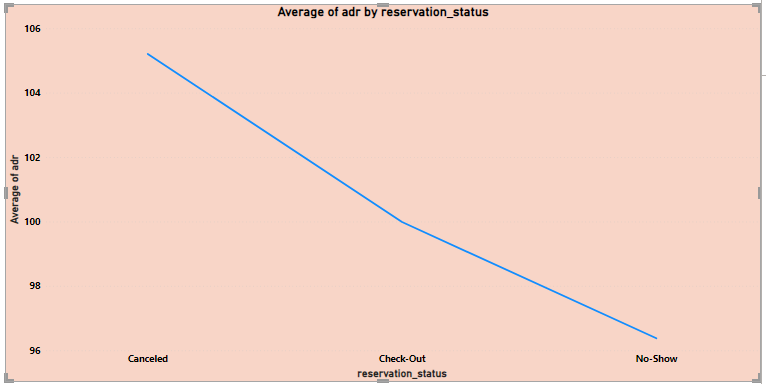 Average of adr by reservation_status
106
104
102
100
98
96
Average of adr
Canceled
Check-Out
No-Show
reservation_status